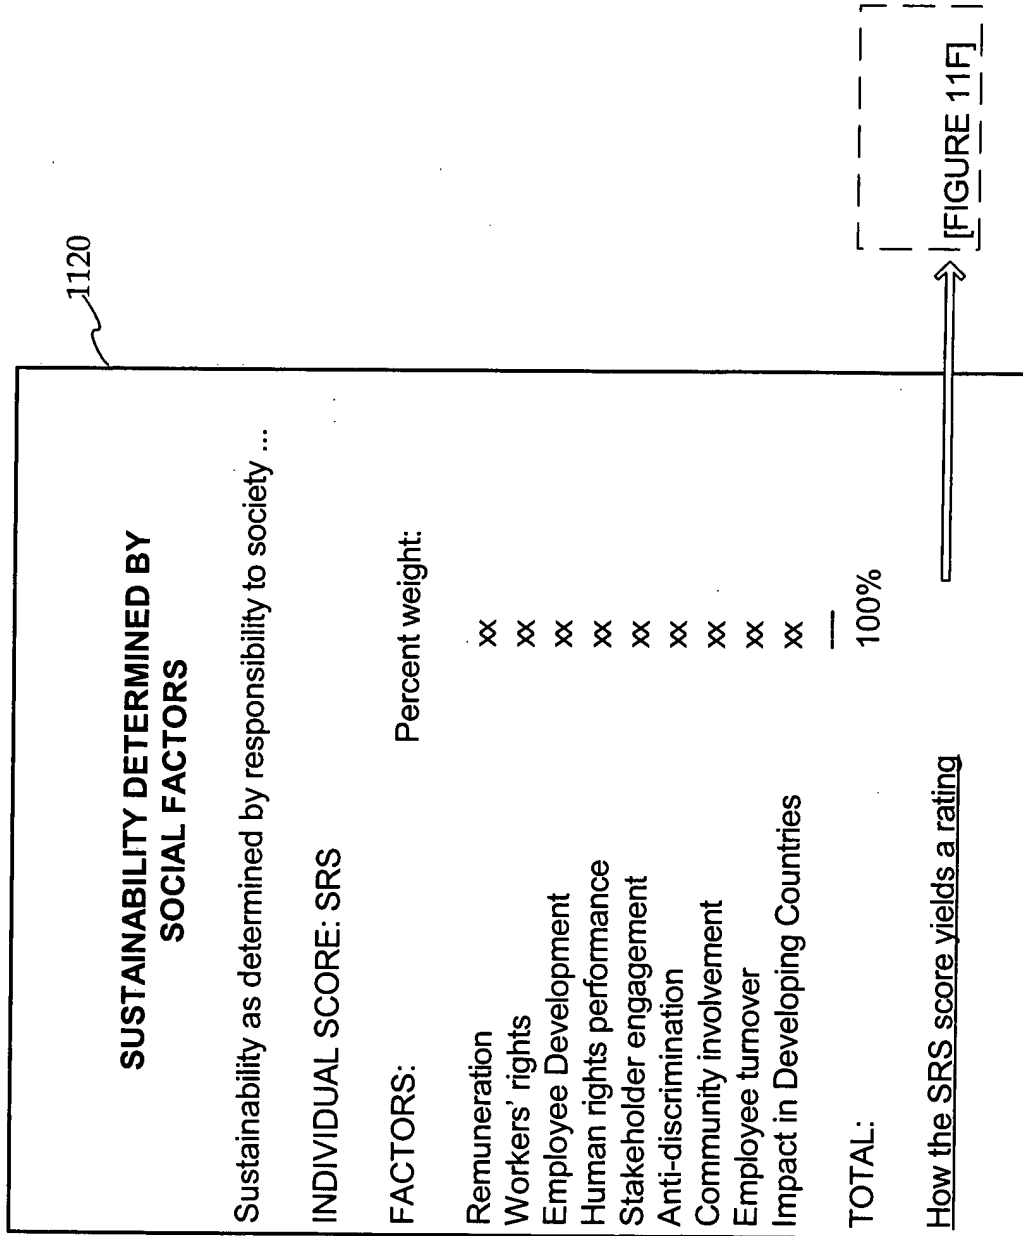 1120
SUSTAINABILITY DETERMINED BY
SOCIAL FACTORS
Sustainability as determined by responsibility to society ...
INDIVIDUAL SCORE: SRS
FACTORS: Percent weight:
Remuneration xx
Workers' rights xx
Employee Development xx
Human rights performance xx
Stakeholder engagement xx
Anti-discrimination xx
Community involvement xx
Employee turnover xx
Impact in Developing Countries xx
TOTAL: 100%
How the SRS score yields a rating
[FIGURE 11F]